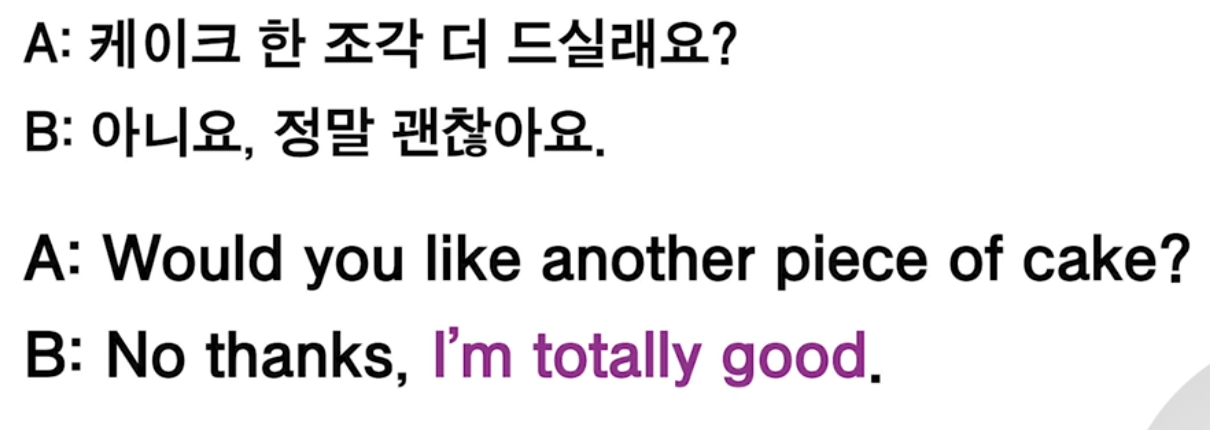 A: 케이크 한 조각 더 드실래요?
B: 아니요, 정말 괜찮아요.
A: Would you like another piece of cake?
B: No thanks, I’m totally good.